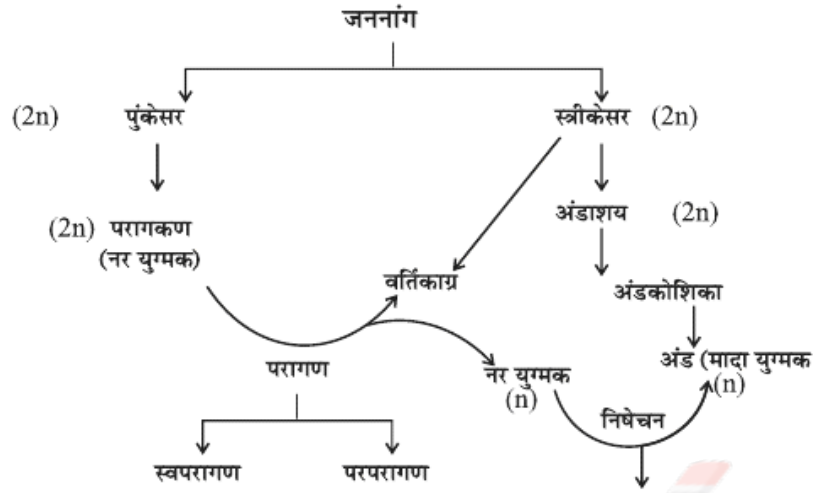 जननांग
(2n) पुंकेसर
स्त्रीकेसर (2n)
(2n) परागकण
(नर युग्मक)
अंडाशय (2n)
वर्तिकाग्र
अंडकोशिका
परागण
नर युग्मक
(n)
अंड (मादा युग्मक
(n)
निषेचन
स्वपरागण
परपरागण